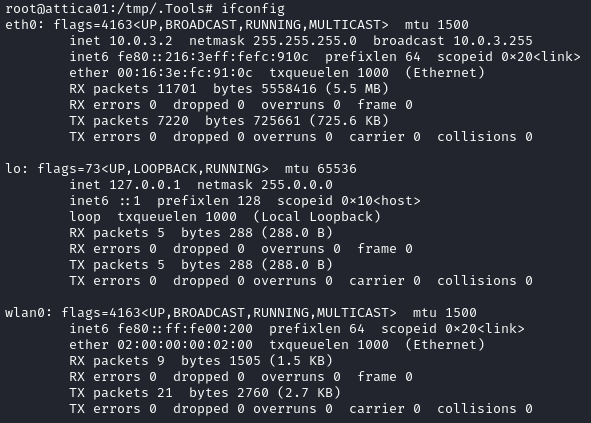 root@attica01:/tmp/.Tools# ifconfig
eth0: flags=4163<UP,BROADCAST,RUNNING,MULTICAST>  mtu 1500
        inet 10.0.3.2  netmask 255.255.255.0  broadcast 10.0.3.255
        inet6 fe80::216:3eff:fefc:910c  prefixlen 64  scopeid 0×20<link>
        ether 00:16:3e:fc:91:0c  txqueuelen 1000  (Ethernet)
        RX packets 11701  bytes 5558416 (5.5 MB)
        RX errors 0  dropped 0  overruns 0  frame 0
        TX packets 7220  bytes 725661 (725.6 KB)
        TX errors 0  dropped 0 overruns 0  carrier 0  collisions 0

lo: flags=73<UP,LOOPBACK,RUNNING>  mtu 65536
        inet 127.0.0.1  netmask 255.0.0.0
        inet6 ::1  prefixlen 128  scopeid 0×10<host>
        loop  txqueuelen 1000  (Local Loopback)
        RX packets 5  bytes 288 (288.0 B)
        RX errors 0  dropped 0  overruns 0  frame 0
        TX packets 5  bytes 288 (288.0 B)
        TX errors 0  dropped 0 overruns 0  carrier 0  collisions 0

wlan0: flags=4163<UP,BROADCAST,RUNNING,MULTICAST>  mtu 1500
        inet6 fe80::ff:fe00:200  prefixlen 64  scopeid 0×20<link>
        ether 02:00:00:00:02:00  txqueuelen 1000  (Ethernet)
        RX packets 9  bytes 1505 (1.5 KB)
        RX errors 0  dropped 0  overruns 0  frame 0
        TX packets 21  bytes 2760 (2.7 KB)
        TX errors 0  dropped 0 overruns 0  carrier 0  collisions 0